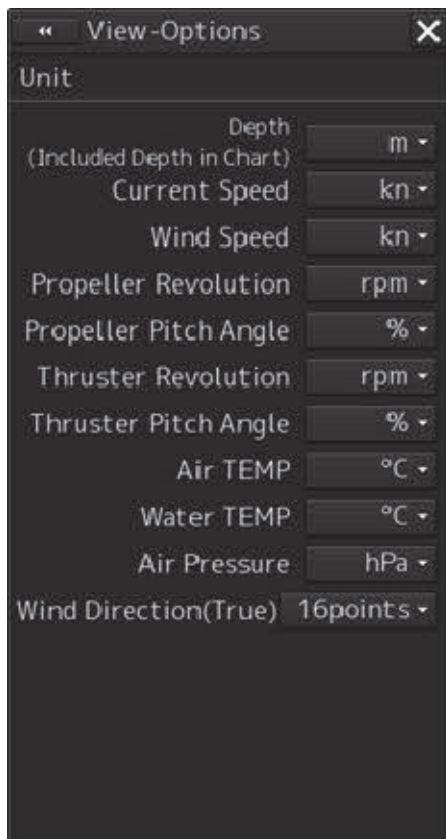 View-Options
Unit
Depth
(Included Depth in Chart) m
Current Speed kn
Wind Speed kn
Propeller Revolution rpm
Propeller Pitch Angle %
Thruster Revolution rpm
Thruster Pitch Angle %
Air TEMP °C
Water TEMP °C
Air Pressure hPa
Wind Direction(True) 16points